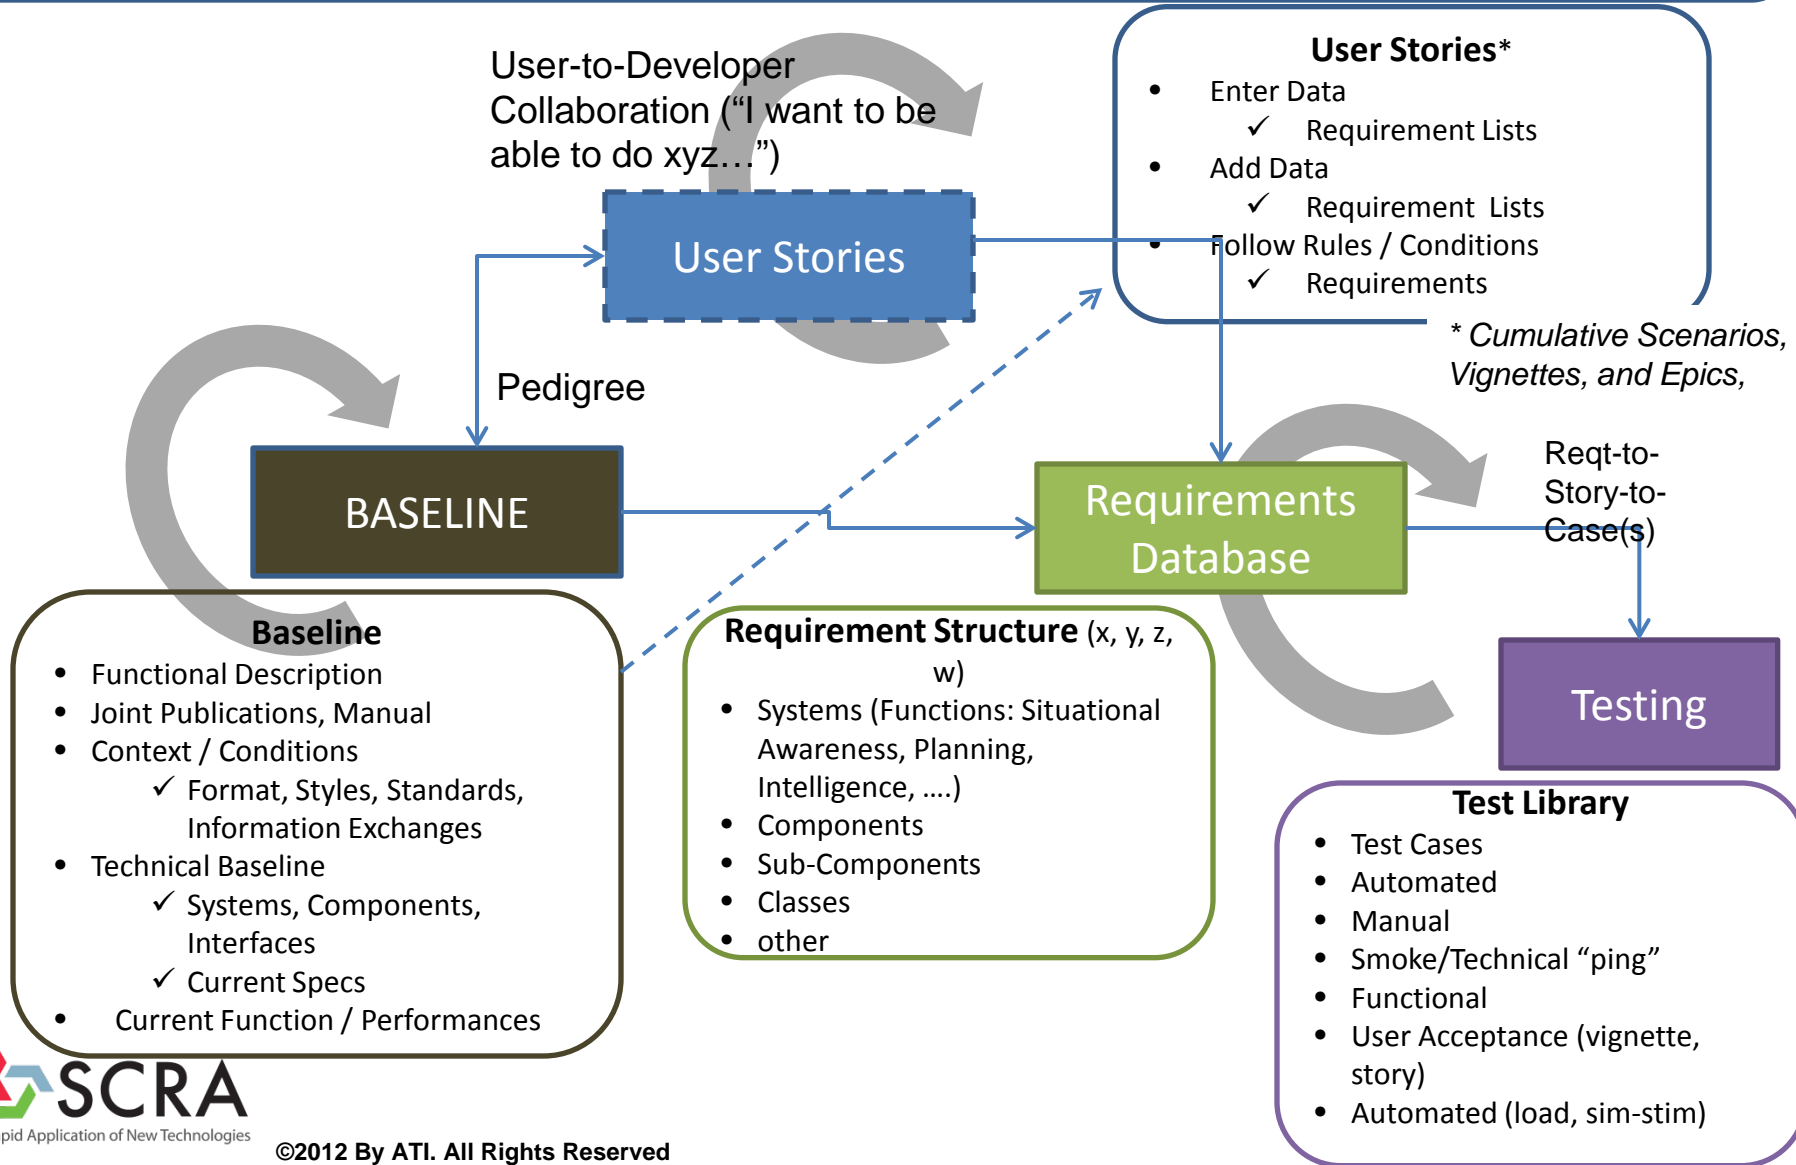 User-to-Developer
Collaboration (“I want to be
able to do xyz…”)
User Stories
Pedigree
BASELINE
User Stories*
• Enter Data
✓ Requirement Lists
• Add Data
✓ Requirement Lists
• Follow Rules / Conditions
✓ Requirements
* Cumulative Scenarios,
Vignettes, and Epics,
Requirements
Database
Reqt-to-
Story-to-
Case(s)
Testing
Baseline
• Functional Description
• Joint Publications, Manual
• Context / Conditions
✓ Format, Styles, Standards,
Information Exchanges
• Technical Baseline
✓ Systems, Components,
Interfaces
✓ Current Specs
• Current Function / Performances
Requirement Structure (x, y, z,
w)
• Systems (Functions: Situational
Awareness, Planning,
Intelligence, ….)
• Components
• Sub-Components
• Classes
• other
Test Library
• Test Cases
• Automated
• Manual
• Smoke/Technical “ping”
• Functional
• User Acceptance (vignette,
story)
• Automated (load, sim-stim)
SCRA
pid Application of New Technologies
©2012 By ATI. All Rights Reserved